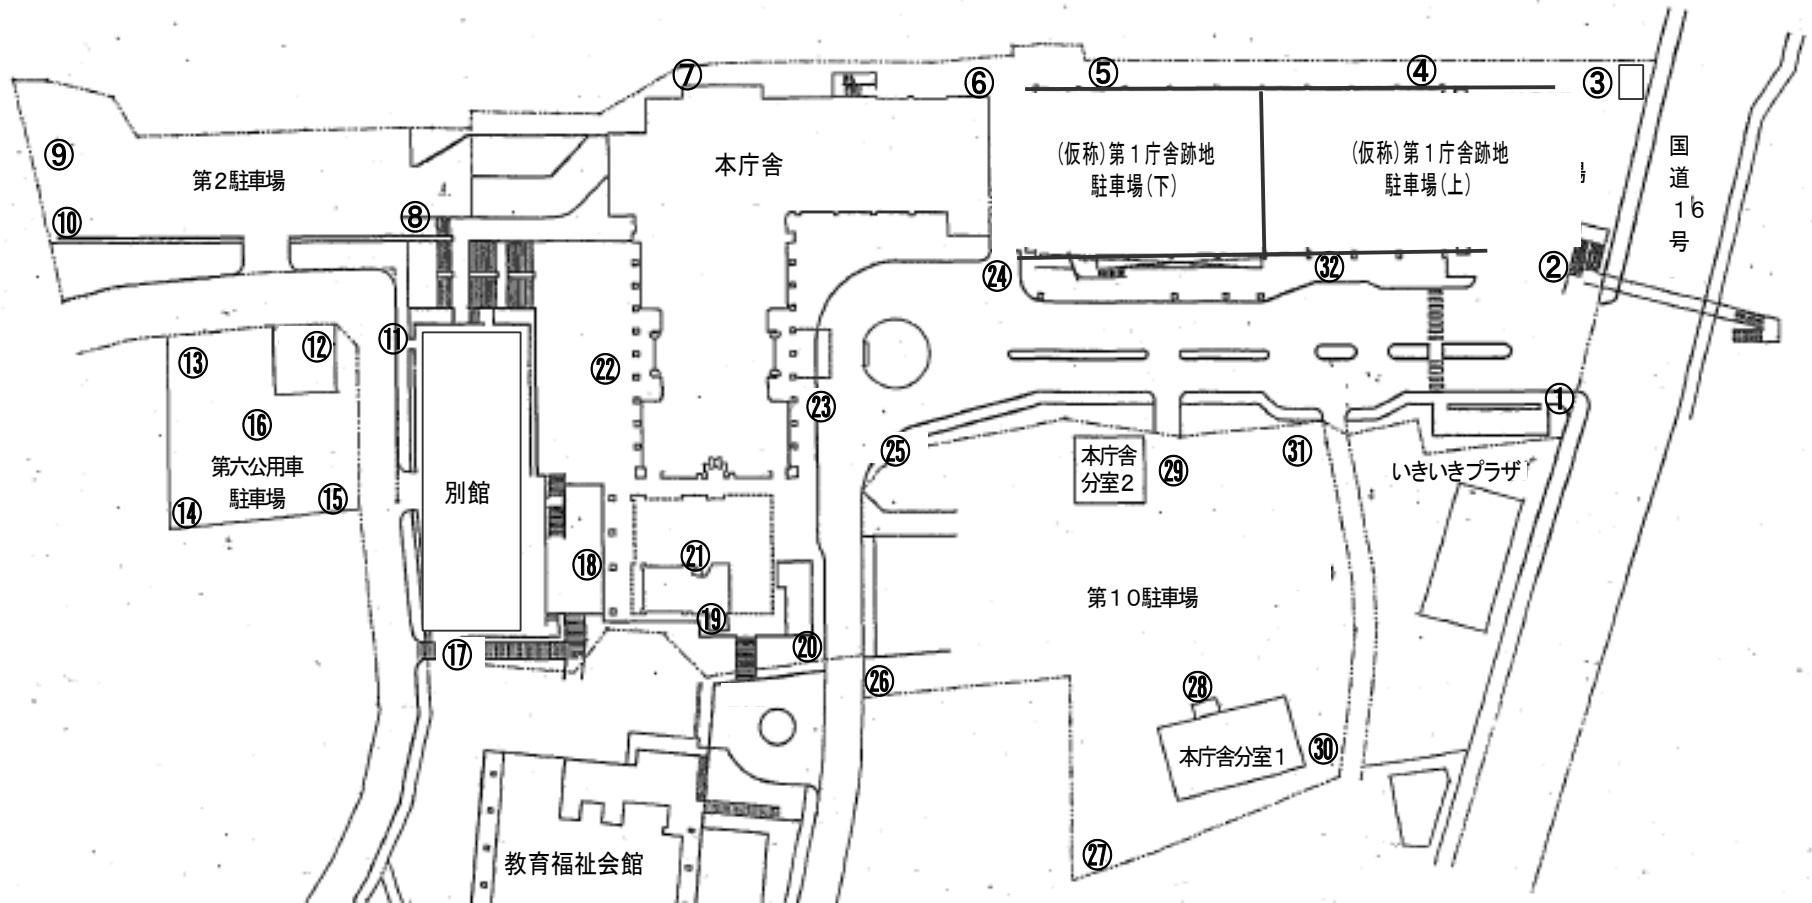 ⑦
⑥
⑤
④
③
⑨
第2駐車場
本庁舎
(仮称)第1庁舎跡地
駐車場(下)
(仮称)第1庁舎跡地
駐車場(上)
場
国
道
16
号
⑩
⑧
㉔
㉜
②
⑪
⑫
⑬
㉒
㉓
①
⑯
第六公用車
駐車場
⑭
⑮
別館
㉕
本庁舎
分室2
㉙
㉛
いきいきプラザ
⑱
㉑
第10駐車場
⑲
⑰
⑳
㉖
㉘
本庁舎分室1
㉚
教育福祉会館
㉗